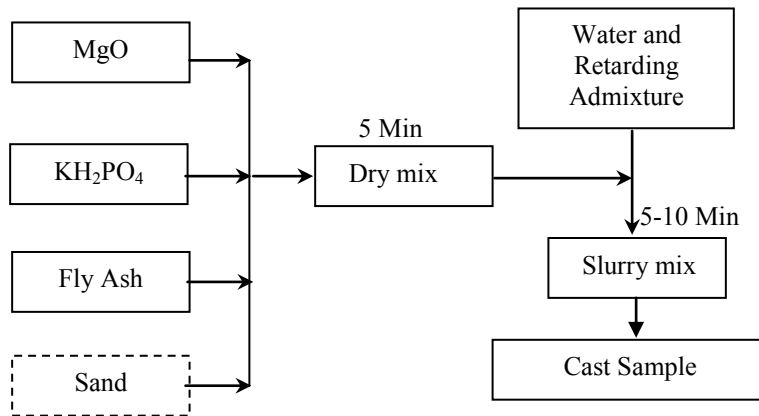 MgO
KH₂PO₄
Fly Ash
Sand
5 Min
Dry mix
Water and
Retarding
Admixture
5-10 Min
Slurry mix
Cast Sample